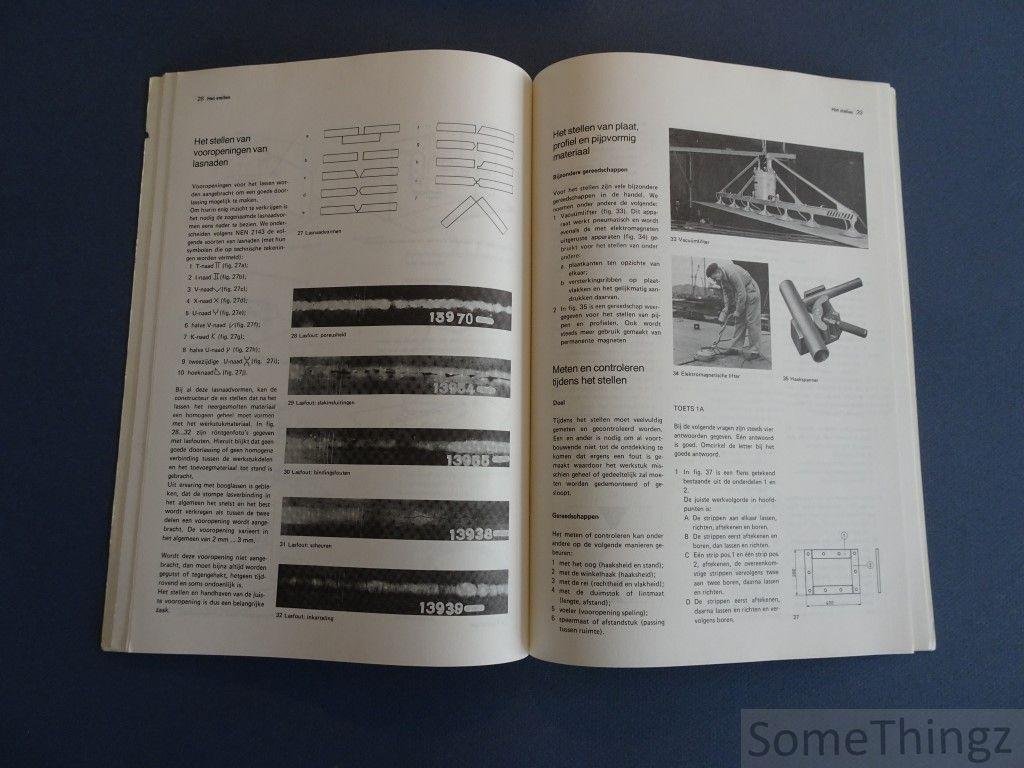 28 Het stellen
Het stellen van
vooropeningen van
lasnaden
Vooropeningen voor het lassen wor-
den aangebracht om een goede door-
lassing mogelijk te maken.
Om hierin enig inzicht te verkrijgen is
het nodig de zogenaamde lasnaadvor-
men eens nader te bezien. We onder-
scheiden volgens NEN 2143 de vol-
gende soorten van lasnaden (met hun
symbolen die op technische tekenin-
gen worden vermeld):
1 T-naad (fig. 27a);
2 I-naad (fig. 27b);
3 V-naad (fig. 27c);
4 X-naad (fig. 27d);
5 U-naad (fig. 27e);
6 halve V-naad (fig. 27f);
7 K-naad (fig. 27g);
8 halve U-naad (fig. 27h);
9 tweezijdige U-naad (fig. 27i);
10 hoeknaad (fig. 27j).
Bij al deze lasnaadvormen, kan de
constructeur de eis stellen dat na het
lassen het neergesmolten materiaal
een homogeen geheel moet vormen
met het werkstukmateriaal. In fig.
28...32 zijn röntgenfoto's gegeven
met lasfouten. Hieruit blijkt dat geen
goede doorlassing of geen homogene
verbinding tussen de werkstukdelen
en het toevoegmateriaal tot stand is
gebracht.
Uit ervaring met booglassen is geble-
ken, dat de stompe lasverbinding in
het algemeen het snelst en het best
wordt verkregen als tussen de twee
delen een vooropening wordt aange-
bracht. De vooropening varieert in
het algemeen van 2 mm ... 3 mm.
Wordt deze vooropening niet aange-
bracht, dan moet bijna altijd worden
gegutst of tegengehakt, hetgeen tijd-
rovend en soms ondoenlijk is.
Het stellen en handhaven van de juis-
te vooropening is dus een belangrijke
zaak.
a
b
c
d
e
f
g
h
i
j
27 Lasnaadvormen
13970
28 Lasfout: poreusheid
13934
29 Lasfout: slakinsluitingen
13955
30 Lasfout: bindingsfouten
13938
31 Lasfout: scheuren
13939
32 Lasfout: inkarteling
Het stellen
Het stellen van plaat,
profiel en pijpvormig
materiaal
Bijzondere gereedschappen
Voor het stellen zijn vele bijzondere
gereedschappen in de handel. We
noemen onder andere de volgende:
1 Vacuümlifter (fig. 33). Dit appa-
raat werkt pneumatisch en wordt
evenals de met elektromagneten
uitgeruste apparaten (fig. 34) ge-
bruikt voor het stellen van onder
andere:
a plaatkanten ten opzichte van
elkaar;
b versterkingsribben op plaat-
vlakken en het gelijkmatig aan-
drukken daarvan.
2 In fig. 35 is een gereedschap weer-
gegeven voor het stellen van pij-
pen en profielen. Ook wordt
steeds meer gebruik gemaakt van
permanente magneten
Meten en controleren
tijdens het stellen
Doel
Tijdens het stellen moet veelvuldig
gemeten en gecontroleerd worden.
Een en ander is nodig om al voort-
bouwende niet tot de ontdekking te
komen dat ergens een fout is ge-
maakt waardoor het werkstuk mis-
schien geheel of gedeeltelijk zal moe-
ten worden gedemonteerd of ge-
sloopt.
Gereedschappen
Het meten of controleren kan onder
andere op de volgende manieren ge-
beuren:
1 met het oog (haaksheid en stand);
2 met de winkelhaak (haaksheid);
3 met de rei (rechtheid en vlakheid);
4 met de duimstok of lintmaat
(lengte, afstand);
5 voeler (vooropening speling);
6 spermaat of afstandstuk (passing
tussen ruimte).
33 Vacuümlifter
34 Elektromagnetische lifter
35 Haakspanner
TOETS 1A
Bij de volgende vragen zijn steeds vier
antwoorden gegeven. Eén antwoord
is goed. Omcirkel de letter bij het
goede antwoord.
1 In fig. 37 is een flens getekend
bestaande uit de onderdelen 1 en
2.
De juiste werkvolgorde in hoofd-
punten is:
A De strippen aan elkaar lassen,
richten, aftekenen en boren.
B De strippen eerst aftekenen en
boren, dan lassen en richten.
C Eén strip pos.1 en één strip pos.
2, aftekenen, de overeenkom-
stige strippen vervolgens twee
aan twee boren, daarna lassen
en richten.
D De strippen eerst aftekenen,
daarna lassen en richten en ver-
volgens boren.
37
SomeThingz